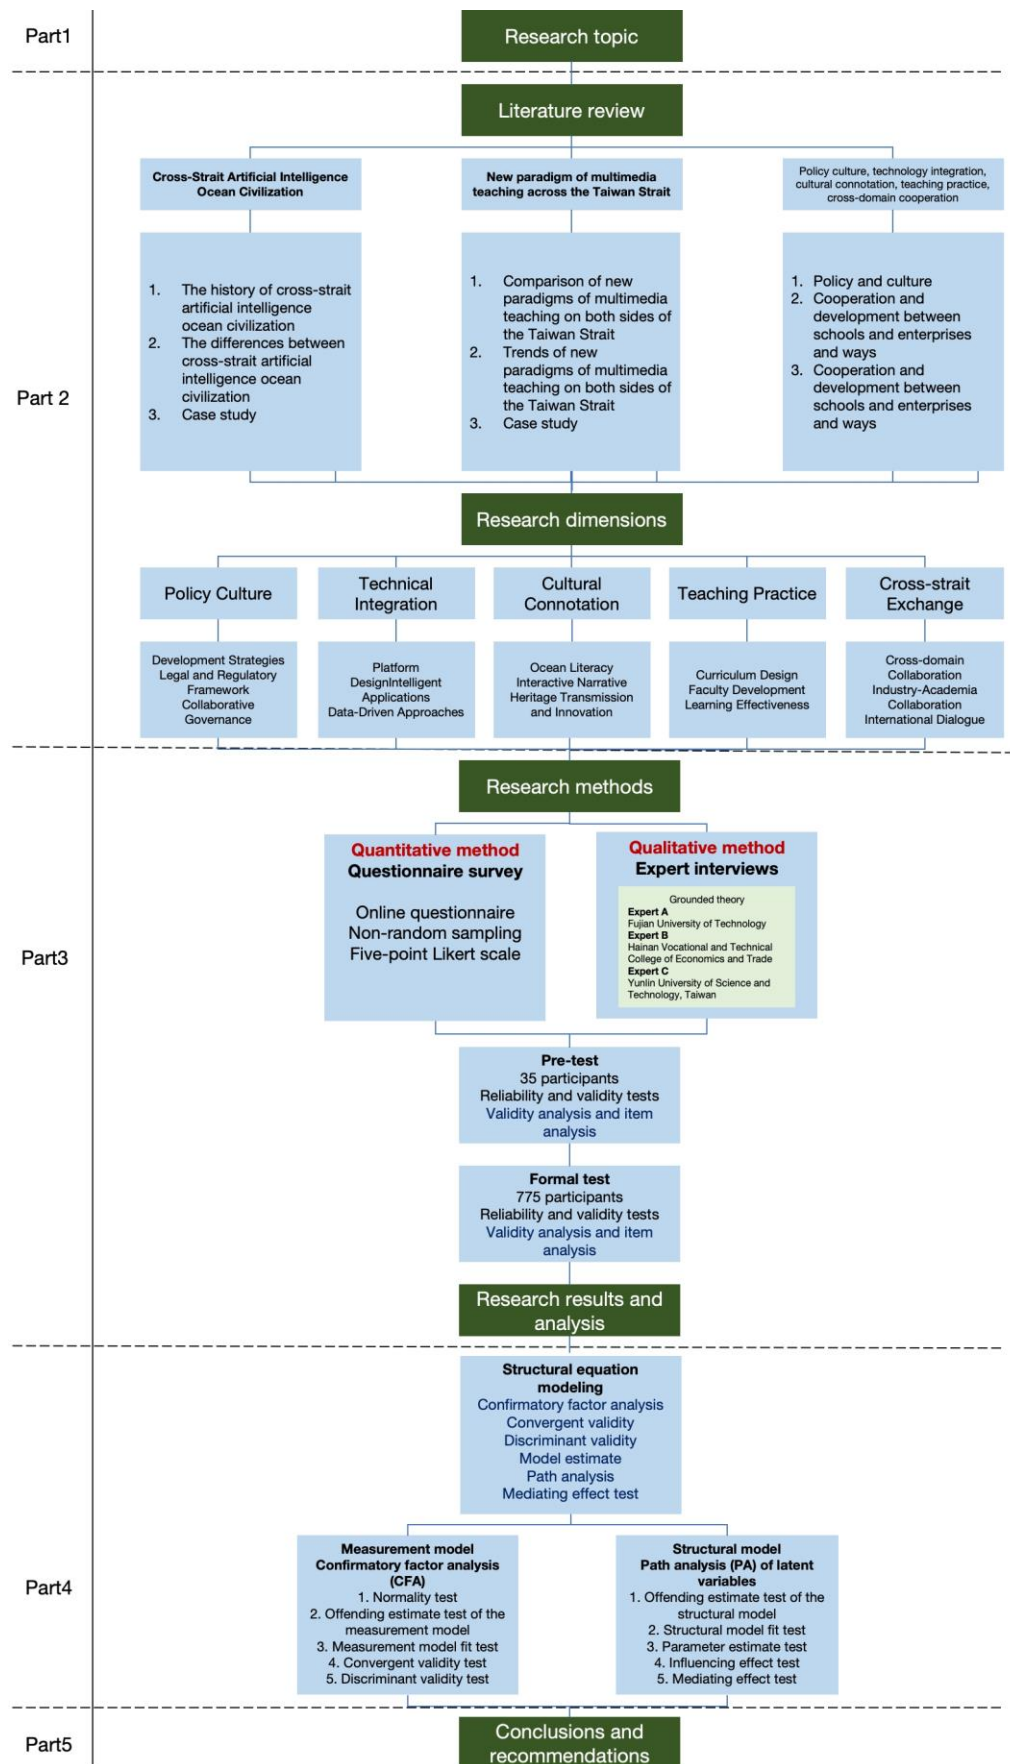 Part1
Research topic
Literature review
Cross-Strait Artificial Intelligence
Ocean Civilization
New paradigm of multimedia
teaching across the Taiwan Strait
Policy culture, technology integration,
cultural connotation, teaching practice,
cross-domain cooperation
Part 2
1. The history of cross-strait
artificial intelligence
ocean civilization
2. The differences between
cross-strait artificial
intelligence ocean
civilization
3. Case study
1. Comparison of new
paradigms of multimedia
teaching on both sides of
the Taiwan Strait
2. Trends of new
paradigms of multimedia
teaching on both sides of
the Taiwan Strait
3. Case study
1. Policy and culture
2. Cooperation and
development between
schools and enterprises
and ways
3. Cooperation and
development between
schools and enterprises
and ways
Research dimensions
Policy Culture
Technical
Integration
Cultural
Connotation
Teaching Practice
Cross-strait
Exchange
Development Strategies
Legal and Regulatory
Framework
Collaborative
Governance
Platform
DesignIntelligent
Applications
Data-Driven Approaches
Ocean Literacy
Interactive Narrative
Heritage Transmission
and Innovation
Curriculum Design
Faculty Development
Learning Effectiveness
Cross-domain
Collaboration
Industry-Academia
Collaboration
International Dialogue
Part3
Research methods
Quantitative method
Questionnaire survey
Online questionnaire
Non-random sampling
Five-point Likert scale
Qualitative method
Expert interviews
Grounded theory
Expert A
Fujian University of Technology
Expert B
Hainan Vocational and Technical
College of Economics and Trade
Expert C
Yunlin University of Science and
Technology, Taiwan
Pre-test
35 participants
Reliability and validity tests
Validity analysis and item
analysis
Formal test
775 participants
Reliability and validity tests
Validity analysis and item
analysis
Research results and
analysis
Part4
Structural equation
modeling
Confirmatory factor analysis
Convergent validity
Discriminant validity
Model estimate
Path analysis
Mediating effect test
Measurement model
Confirmatory factor analysis
(CFA)
1. Normality test
2. Offending estimate test of the
measurement model
3. Measurement model fit test
4. Convergent validity test
5. Discriminant validity test
Structural model
Path analysis (PA) of latent
variables
1. Offending estimate test of the
structural model
2. Structural model fit test
3. Parameter estimate test
4. Influencing effect test
5. Mediating effect test
Part5
Conclusions and
recommendations